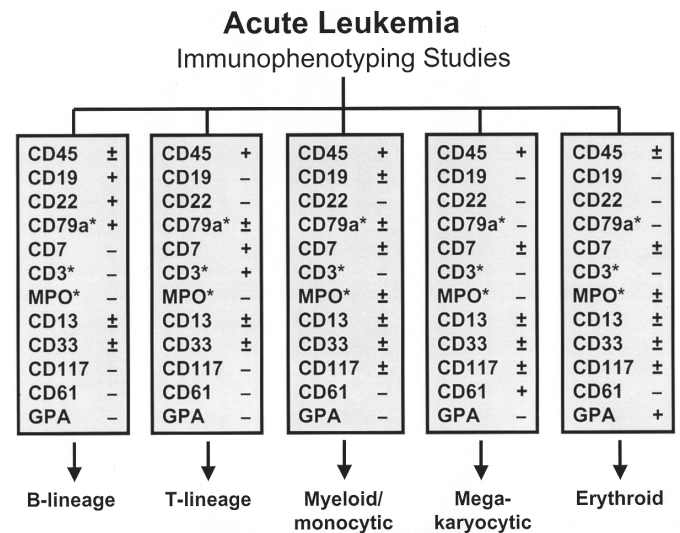 Acute Leukemia
Immunophenotyping Studies
CD45 ±
CD19 +
CD22 +
CD79a* +
CD7 –
CD3* –
MPO* –
CD13 ±
CD33 ±
CD117 –
CD61 –
GPA –
B-lineage
CD45 +
CD19 –
CD22 –
CD79a* ±
CD7 +
CD3* +
MPO* –
CD13 ±
CD33 ±
CD117 –
CD61 –
GPA –
T-lineage
CD45 +
CD19 ±
CD22 –
CD79a* ±
CD7 ±
CD3* –
MPO* ±
CD13 ±
CD33 ±
CD117 ±
CD61 –
GPA –
Myeloid/
monocytic
CD45 +
CD19 –
CD22 –
CD79a* –
CD7 ±
CD3* –
MPO* –
CD13 ±
CD33 ±
CD117 ±
CD61 +
GPA –
Mega-
karyocytic
CD45 ±
CD19 –
CD22 –
CD79a* –
CD7 ±
CD3* –
MPO* ±
CD13 ±
CD33 ±
CD117 ±
CD61 –
GPA +
Erythroid